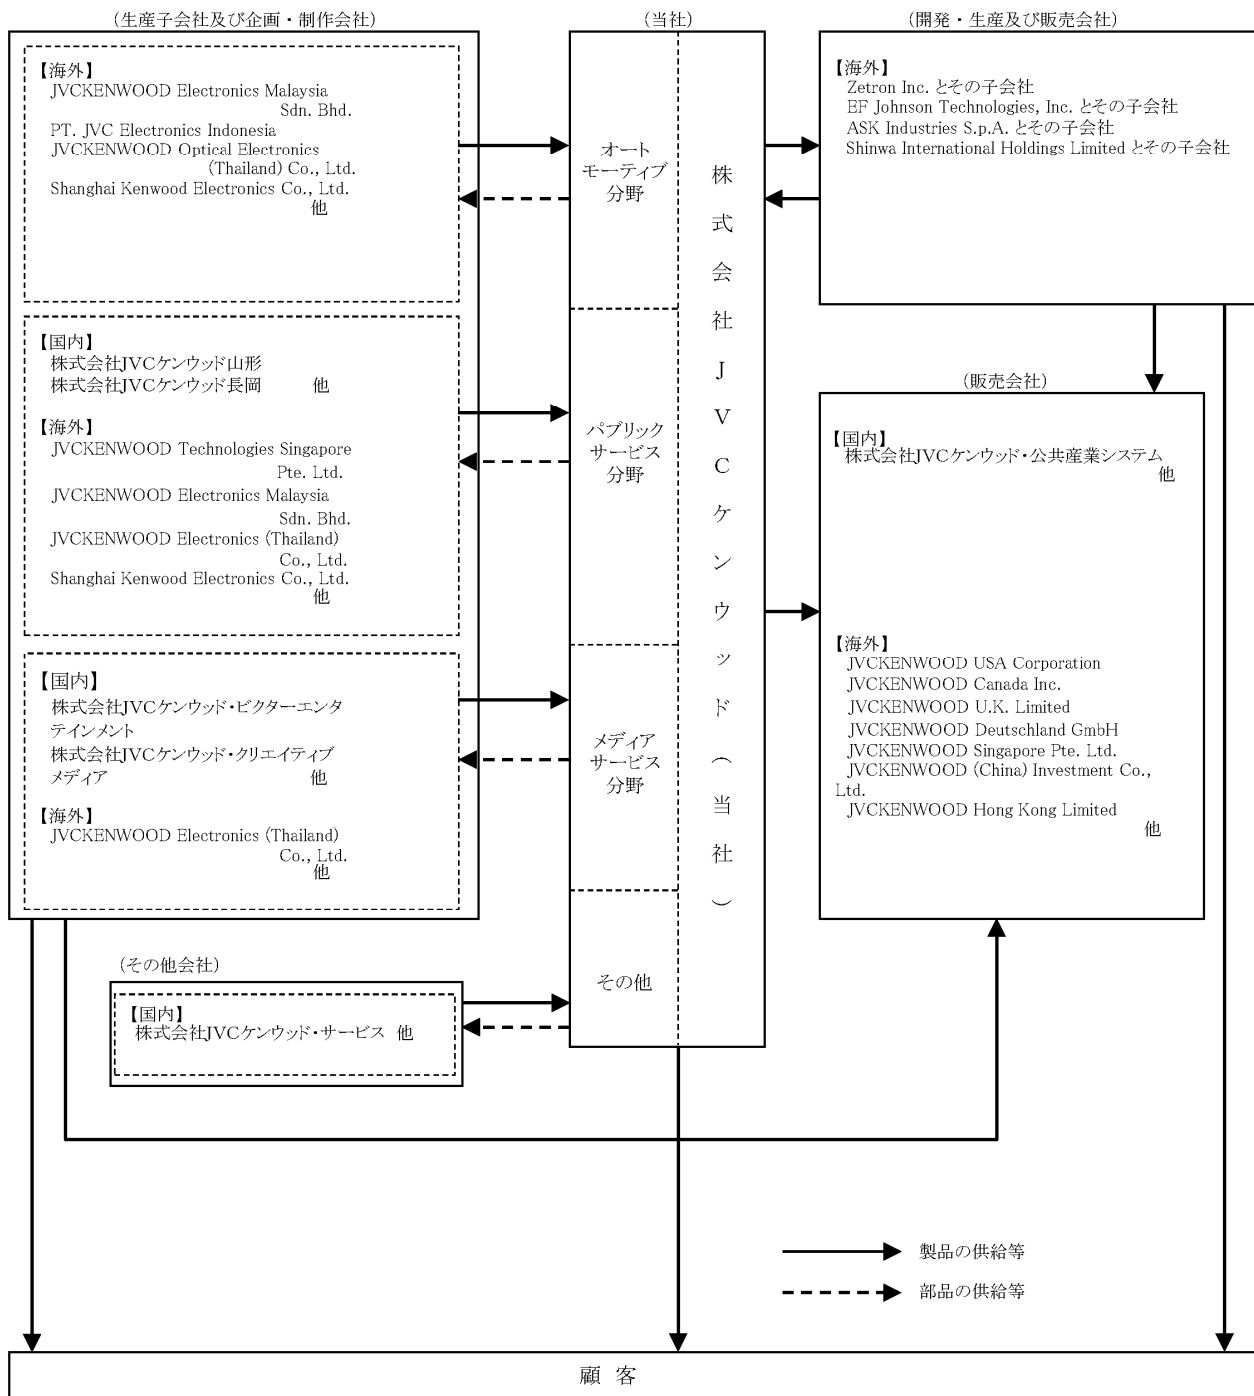 (生産子会社及び企画・制作会社)
【海外】
JVCKENWOOD Electronics Malaysia
Sdn. Bhd.
PT. JVC Electronics Indonesia
JVCKENWOOD Optical Electronics
(Thailand) Co., Ltd.
Shanghai Kenwood Electronics Co., Ltd.
他
【国内】
株式会社JVCケンウッド山形
株式会社JVCケンウッド長岡 他
【海外】
JVCKENWOOD Technologies Singapore
Pte. Ltd.
JVCKENWOOD Electronics Malaysia
Sdn. Bhd.
JVCKENWOOD Electronics (Thailand)
Co., Ltd.
Shanghai Kenwood Electronics Co., Ltd.
他
【国内】
株式会社JVCケンウッド・ビクターエンタ
テインメント
株式会社JVCケンウッド・クリエイティブ
メディア 他
【海外】
JVCKENWOOD Electronics (Thailand)
Co., Ltd.
他
(その他会社)
【国内】
株式会社JVCケンウッド・サービス 他
(当社)
オート
モーティブ
分野
パブリック
サービス
分野
メディア
サービス
分野
その他
株式会社JVCケンウッド(当社)
(開発・生産及び販売会社)
【海外】
Zetron Inc. とその子会社
EF Johnson Technologies, Inc. とその子会社
ASK Industries S.p.A. とその子会社
Shinwa International Holdings Limited とその子会社
(販売会社)
【国内】
株式会社JVCケンウッド・公共産業システム
他
【海外】
JVCKENWOOD USA Corporation
JVCKENWOOD Canada Inc.
JVCKENWOOD U.K. Limited
JVCKENWOOD Deutschland GmbH
JVCKENWOOD Singapore Pte. Ltd.
JVCKENWOOD (China) Investment Co.,
Ltd.
JVCKENWOOD Hong Kong Limited
他
製品の供給等
部品の供給等
顧 客